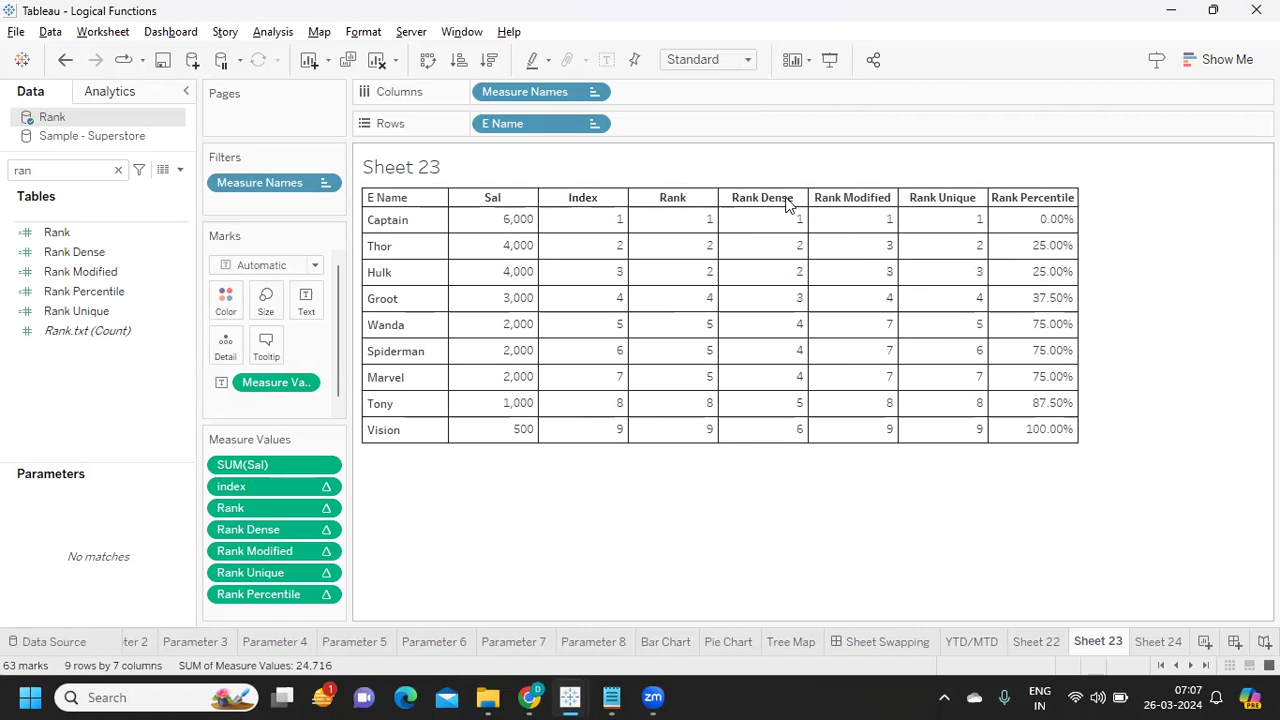 Tableau - Logical Functions
File Data Worksheet Dashboard Story Analysis Map Format Server Window Help
Standard
Show Me
Data Analytics
Rank
Sample - Superstore
ran
Tables
Rank
Rank Dense
Rank Modified
Rank Percentile
Rank Unique
Rank.txt (Count)
Parameters
No matches
Pages
Filters
Measure Names
Marks
Automatic
Color Size Text
Detail Tooltip
Measure Va..
Measure Values
SUM(Sal)
index
Rank
Rank Dense
Rank Modified
Rank Unique
Rank Percentile
Columns Measure Names
Rows E Name
Sheet 23
E Name Sal Index Rank Rank Dense Rank Modified Rank Unique Rank Percentile
Captain 6,000 1 1 1 1 1 0.00%
Thor 4,000 2 2 2 3 2 25.00%
Hulk 4,000 3 2 2 3 3 25.00%
Groot 3,000 4 4 3 4 4 37.50%
Wanda 2,000 5 5 4 7 5 75.00%
Spiderman 2,000 6 5 4 7 6 75.00%
Marvel 2,000 7 5 4 7 7 75.00%
Tony 1,000 8 8 5 8 8 87.50%
Vision 500 9 9 6 9 9 100.00%
Data Source ter 2 Parameter 3 Parameter 4 Parameter 5 Parameter 6 Parameter 7 Parameter 8 Bar Chart Pie Chart Tree Map Sheet Swapping YTD/MTD Sheet 22 Sheet 23 Sheet 24
63 marks 9 rows by 7 columns SUM of Measure Values: 24.716
Search 1 D zm ENG 07:07 PRE
IN 26-03-2024